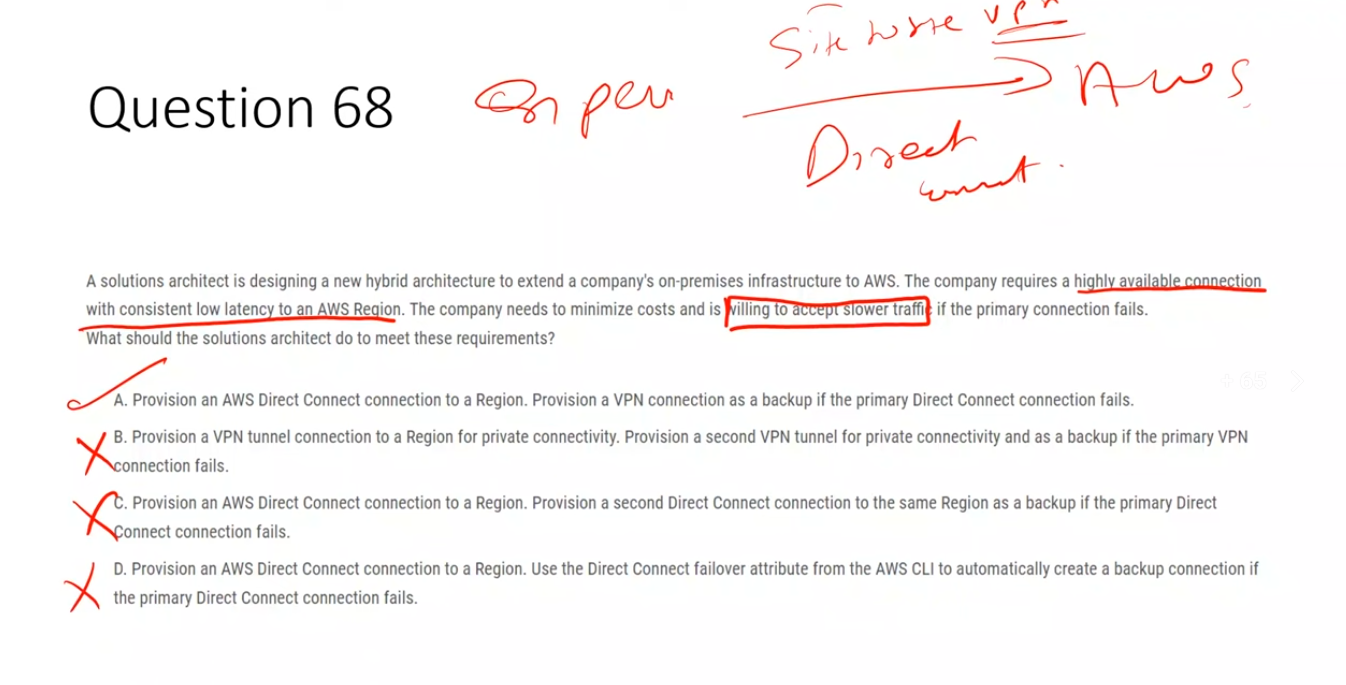 Site to site VPN
Question 68 On pem AWS
Direct
connect.
A solutions architect is designing a new hybrid architecture to extend a company's on-premises infrastructure to AWS. The company requires a highly available connection
with consistent low latency to an AWS Region. The company needs to minimize costs and is willing to accept slower traffic if the primary connection fails.
What should the solutions architect do to meet these requirements?
+ 65 >
A. Provision an AWS Direct Connect connection to a Region. Provision a VPN connection as a backup if the primary Direct Connect connection fails.
B. Provision a VPN tunnel connection to a Region for private connectivity. Provision a second VPN tunnel for private connectivity and as a backup if the primary VPN
connection fails.
C. Provision an AWS Direct Connect connection to a Region. Provision a second Direct Connect connection to the same Region as a backup if the primary Direct
Connect connection fails.
D. Provision an AWS Direct Connect connection to a Region. Use the Direct Connect failover attribute from the AWS CLI to automatically create a backup connection if
the primary Direct Connect connection fails.